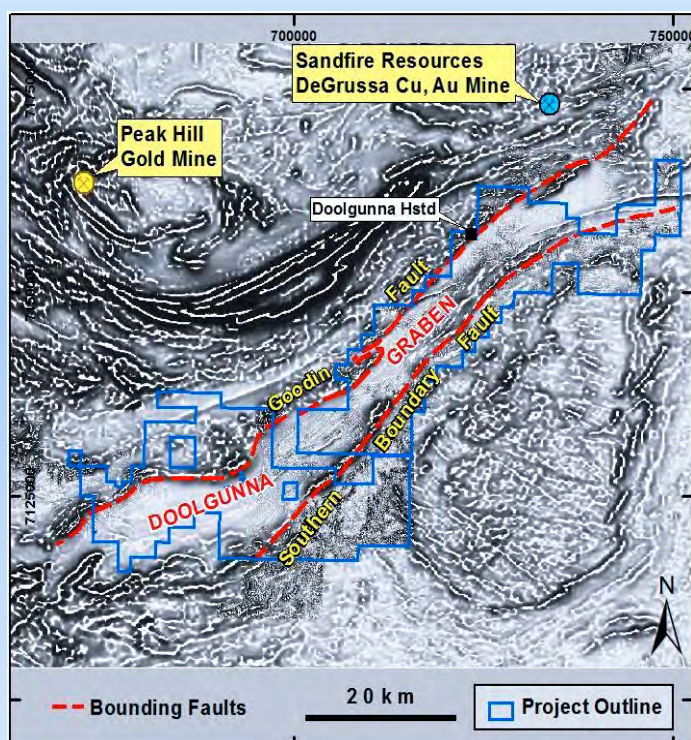 700000
750000
Sandfire Resources
DeGrussa Cu, Au Mine
Peak Hill
Gold Mine
Doolgunna Hstd
Goodin Fault
DOOLGUNNA GRABEN
Southern Boundary Fault
7125000
N
Bounding Faults
20 km
Project Outline